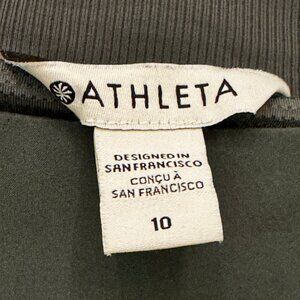 ATHLETA
DESIGNED IN
SAN FRANCISCO
CONÇU À
SAN FRANCISCO
10